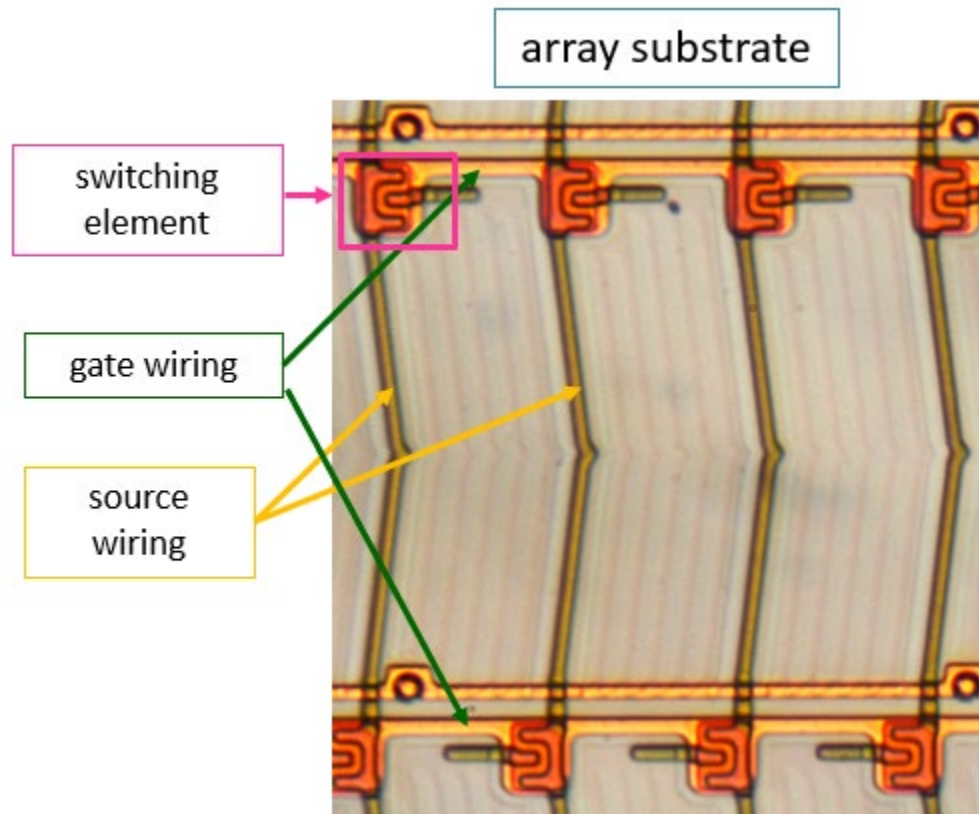 array substrate
switching
element
gate wiring
source
wiring